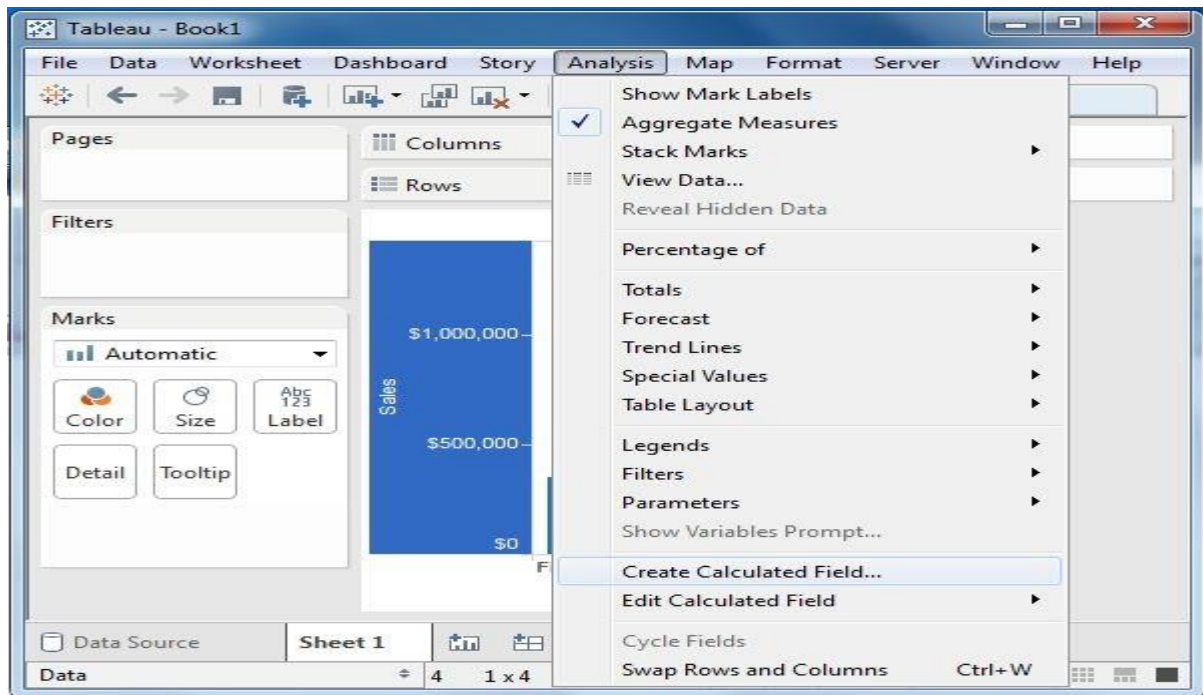 Tableau - Book1
File Data Worksheet Dashboard Story Analysis Map Format Server Window Help
Pages
Columns
Rows
Filters
Marks
Automatic
Color
Size
Abc
123
Label
Detail
Tooltip
Sales
$1,000,000
$500,000
$0
Show Mark Labels
Aggregate Measures
Stack Marks
View Data...
Reveal Hidden Data
Percentage of
Totals
Forecast
Trend Lines
Special Values
Table Layout
Legends
Filters
Parameters
Show Variables Prompt...
Create Calculated Field...
Edit Calculated Field
Cycle Fields
Swap Rows and Columns Ctrl+W
Data Source
Sheet 1
Data
4
1 x 4